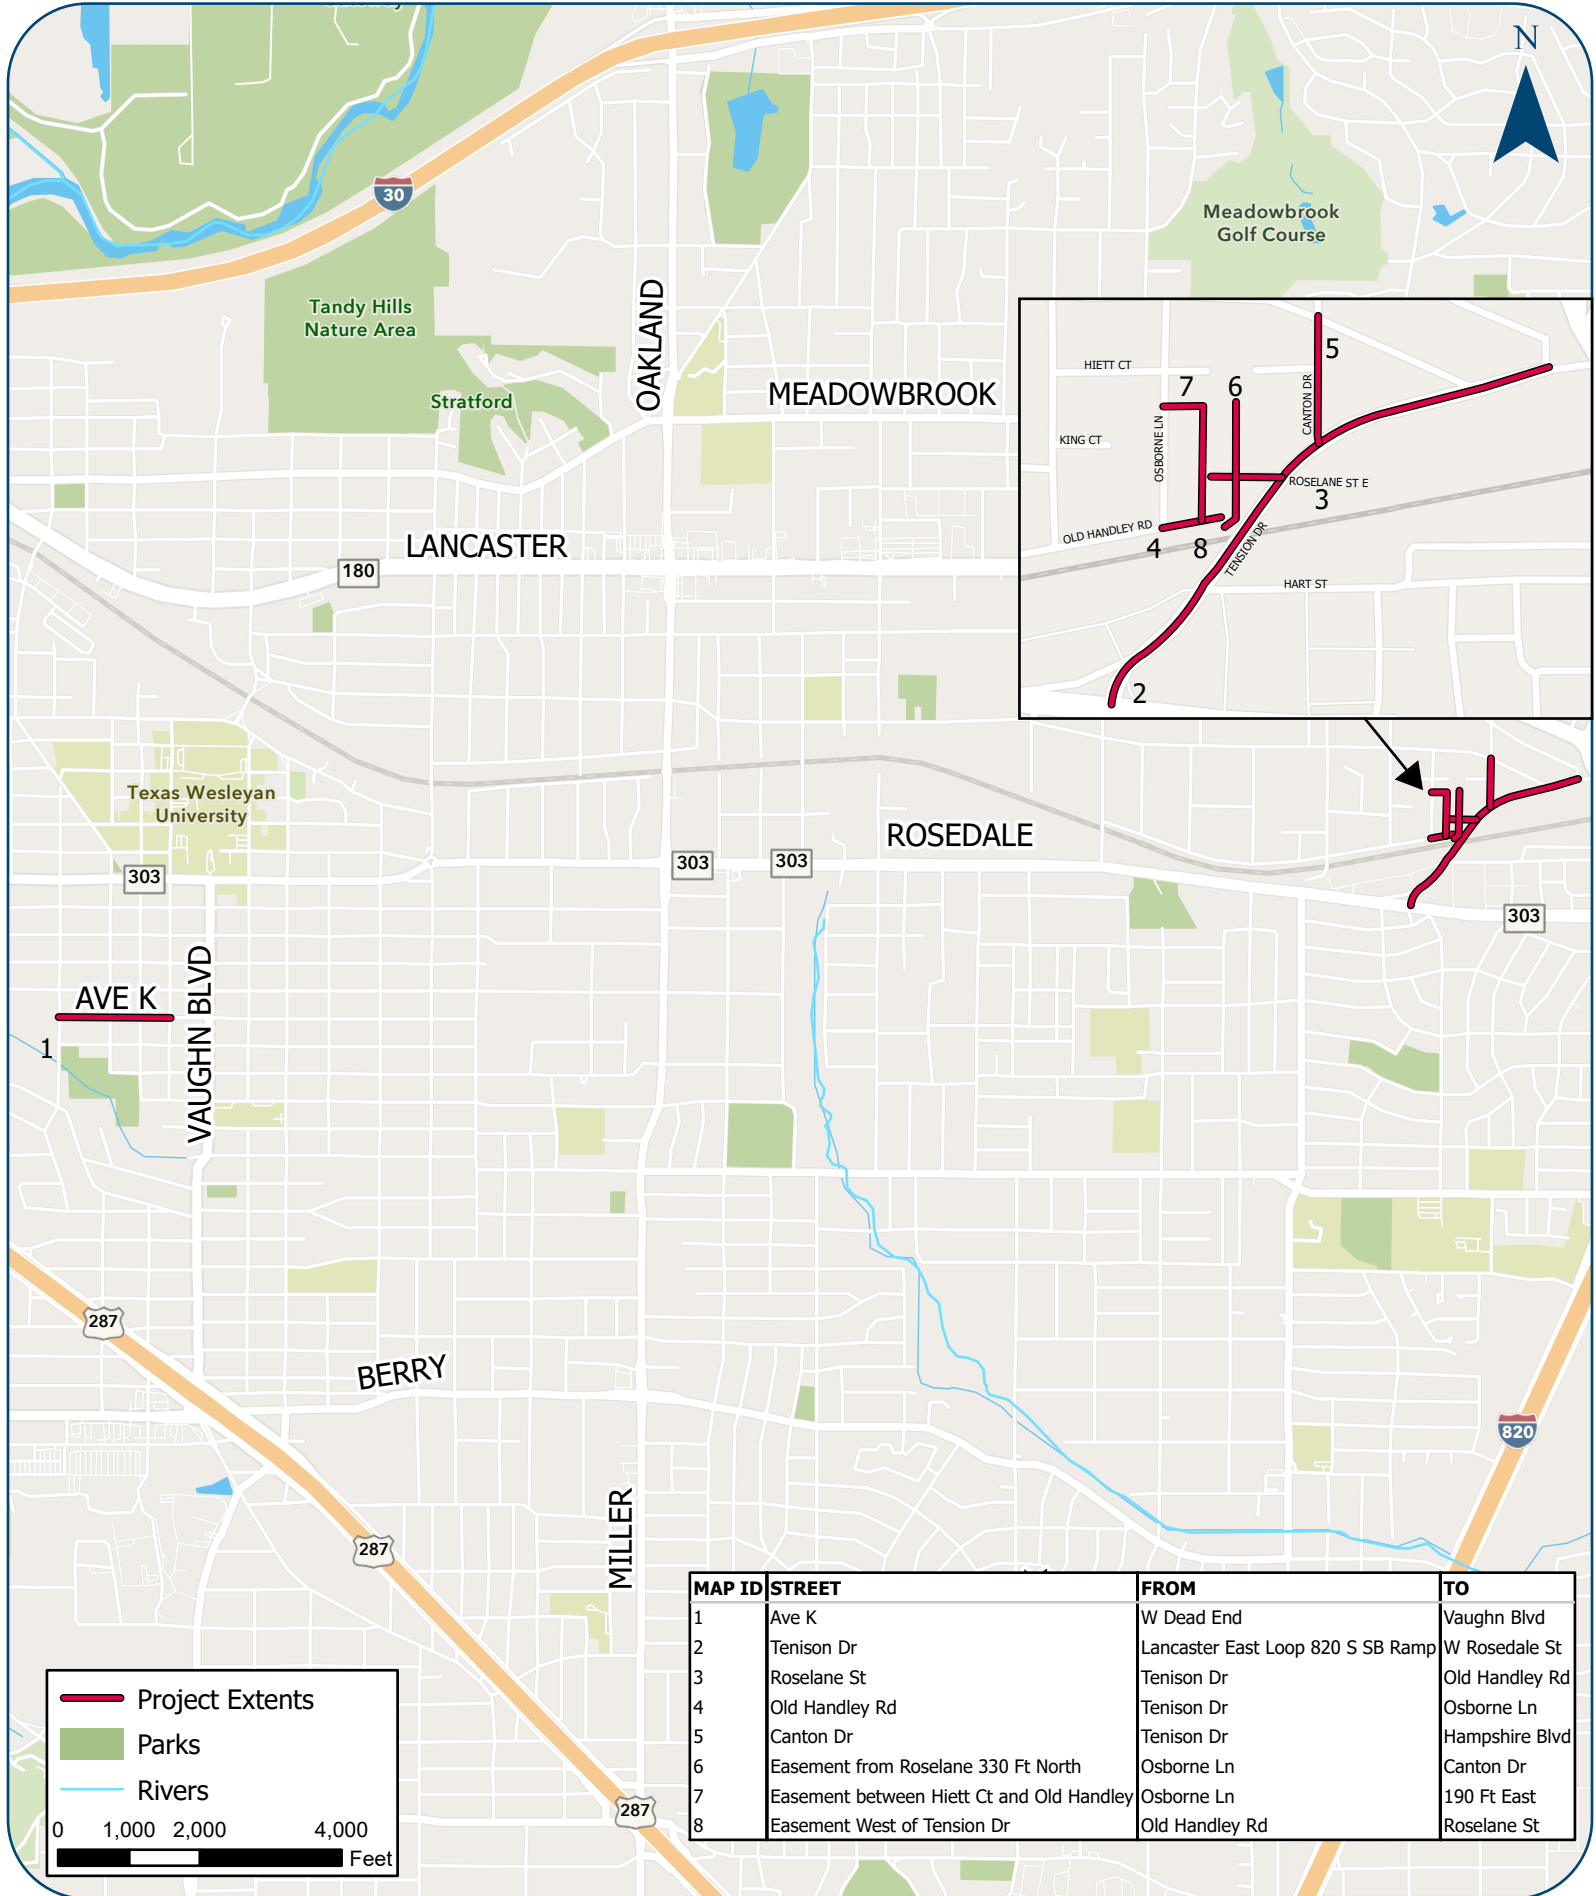 N
30
Meadowbrook
Golf Course
Tandy Hills
Nature Area
OAKLAND
Stratford
MEADOWBROOK
HIETT CT
5
7
6
CANTON DR
OSBORNE LN
KING CT
ROSELANE ST E
3
OLD HANDLEY RD
4
8
TENSION DR
HART ST
2
LANCASTER
180
Texas Wesleyan
University
ROSEDALE
303
303
303
303
AVE K
VAUGHN BLVD
1
287
BERRY
820
287
MILLER
287
MAP ID STREET FROM TO
1 Ave K W Dead End Vaughn Blvd
2 Tenison Dr Lancaster East Loop 820 S SB Ramp W Rosedale St
3 Roselane St Tenison Dr Old Handley Rd
4 Old Handley Rd Tenison Dr Osborne Ln
5 Canton Dr Tenison Dr Hampshire Blvd
6 Easement from Roselane 330 Ft North Osborne Ln Canton Dr
7 Easement between Hiett Ct and Old Handley Osborne Ln 190 Ft East
8 Easement West of Tension Dr Old Handley Rd Roselane St
Project Extents
Parks
Rivers
0 1,000 2,000 4,000
Feet